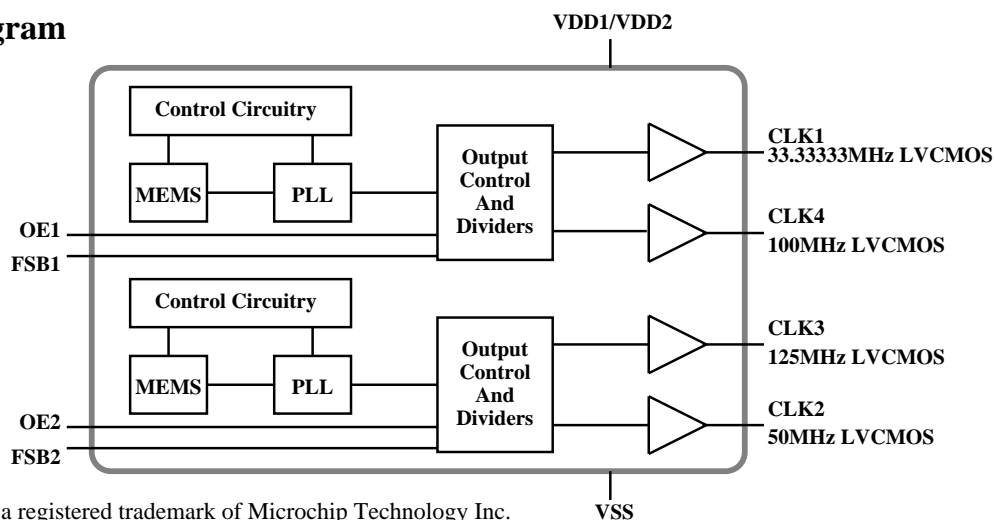 gram
VDD1/VDD2
Control Circuitry
MEMS
PLL
Output
Control
And
Dividers
CLK1
33.33333MHz LVCMOS
CLK4
100MHz LVCMOS
OE1
FSB1
Control Circuitry
MEMS
PLL
Output
Control
And
Dividers
CLK3
125MHz LVCMOS
CLK2
50MHz LVCMOS
OE2
FSB2
a registered trademark of Microchip Technology Inc.
VSS